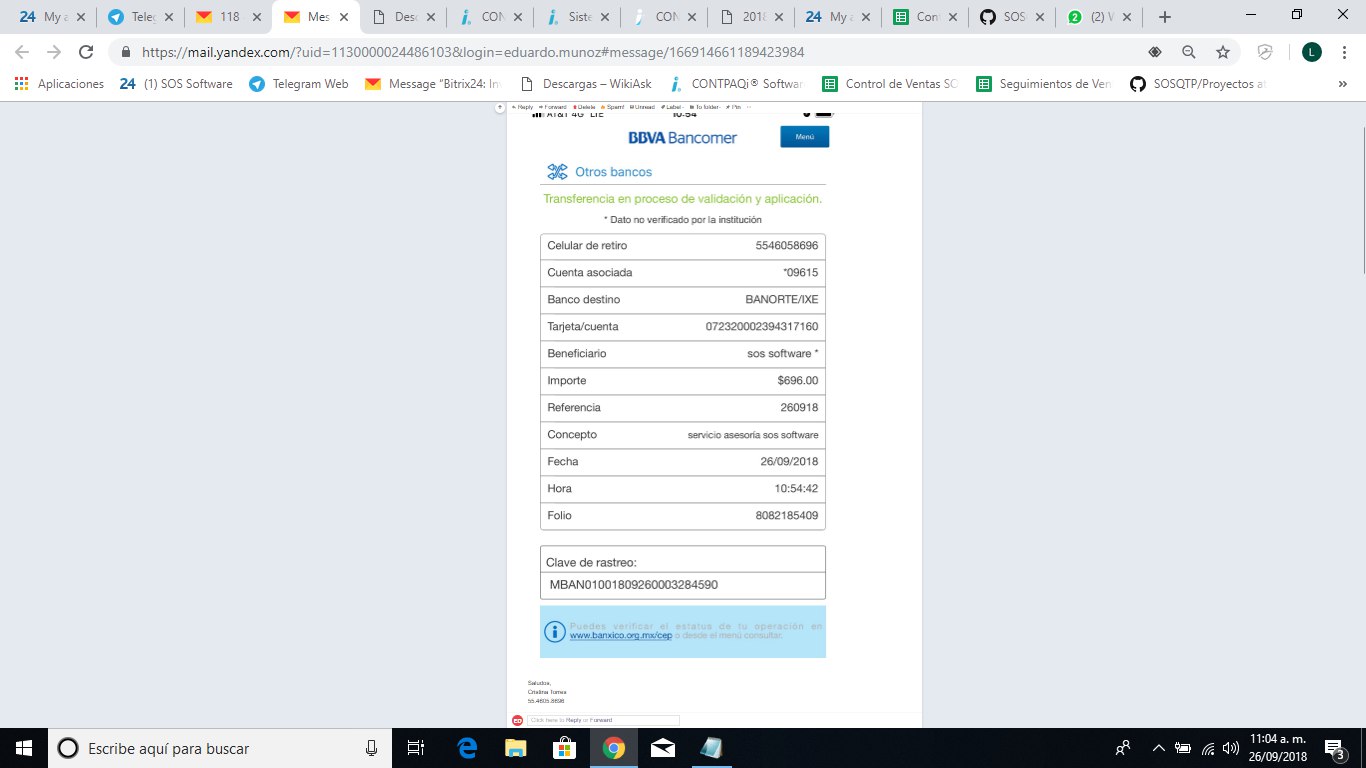 24 My a
Teleg
118 -
Mes
Desc
CON
Siste
CON
2018
24 My a
Cont
SOS
2 (2) W
https://mail.yandex.com/?uid=1130000024486103&login=eduardo.munoz#message/166914661189423984
L
Aplicaciones
24 (1) SOS Software
Telegram Web
Message "Bitrix24: In
Descargas – WikiAsk
CONTPAQi® Softwar
Control de Ventas SO
Seguimientos de Ven
SOSQTP/Proyectos at
»
Reply Forward Delete Spam! Unread Label To folder Pin
AT&T 4G LTE 10:54
BBVA Bancomer
Menú
Otros bancos
Transferencia en proceso de validación y aplicación.
* Dato no verificado por la institución
Celular de retiro 5546058696
Cuenta asociada *09615
Banco destino BANORTE/IXE
Tarjeta/cuenta 072320002394317160
Beneficiario sos software *
Importe $696.00
Referencia 260918
Concepto servicio asesoría sos software
Fecha 26/09/2018
Hora 10:54:42
Folio 8082185409
Clave de rastreo:
MBAN01001809260003284590
Puedes verificar el estatus de tu operación en
www.banxico.org.mx/cep o desde el menú consultar.
Saludos,
Cristina Torres
55.4605.8696
Click here to Reply or Forward
Escribe aquí para buscar
11:04 a. m.
26/09/2018
3